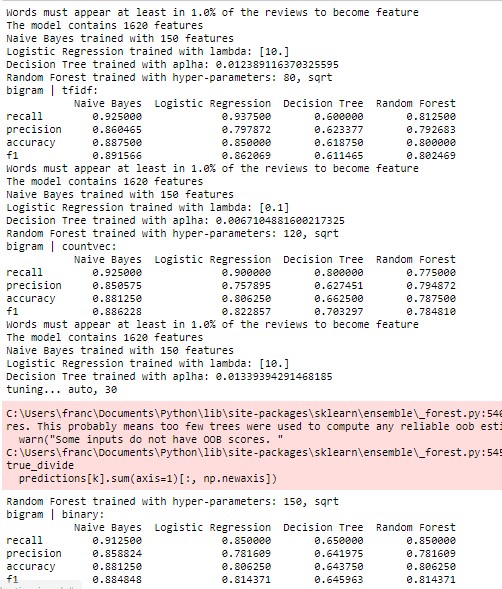 Words must appear at least in 1.0% of the reviews to become feature
The model contains 1620 features
Naive Bayes trained with 150 features
Logistic Regression trained with lambda: [10.]
Decision Tree trained with aplha: 0.012389116370325595
Random Forest trained with hyper-parameters: 80, sqrt
bigram | tfidf:
Naive Bayes Logistic Regression Decision Tree Random Forest
recall 0.925000 0.937500 0.600000 0.812500
precision 0.860465 0.797872 0.623377 0.792683
accuracy 0.887500 0.850000 0.618750 0.800000
f1 0.891566 0.862069 0.611465 0.802469
Words must appear at least in 1.0% of the reviews to become feature
The model contains 1620 features
Naive Bayes trained with 150 features
Logistic Regression trained with lambda: [0.1]
Decision Tree trained with aplha: 0.0067104881600217325
Random Forest trained with hyper-parameters: 120, sqrt
bigram | countvec:
Naive Bayes Logistic Regression Decision Tree Random Forest
recall 0.925000 0.900000 0.800000 0.775000
precision 0.850575 0.757895 0.627451 0.794872
accuracy 0.881250 0.806250 0.662500 0.787500
f1 0.886228 0.822857 0.703297 0.784810
Words must appear at least in 1.0% of the reviews to become feature
The model contains 1620 features
Naive Bayes trained with 150 features
Logistic Regression trained with lambda: [10.]
Decision Tree trained with aplha: 0.01339394291468185
tuning... auto, 30
C:\Users\franc\Documents\Python\lib\site-packages\sklearn\ensemble\_forest.py:546
res. This probably means too few trees were used to compute any reliable oob esti
warn("Some inputs do not have OOB scores. "
C:\Users\franc\Documents\Python\lib\site-packages\sklearn\ensemble\_forest.py:545
true_divide
predictions[k].sum(axis=1)[:, np.newaxis])
Random Forest trained with hyper-parameters: 150, sqrt
bigram | binary:
Naive Bayes Logistic Regression Decision Tree Random Forest
recall 0.912500 0.850000 0.650000 0.850000
precision 0.858824 0.781609 0.641975 0.781609
accuracy 0.881250 0.806250 0.643750 0.806250
f1 0.884848 0.814371 0.645963 0.814371